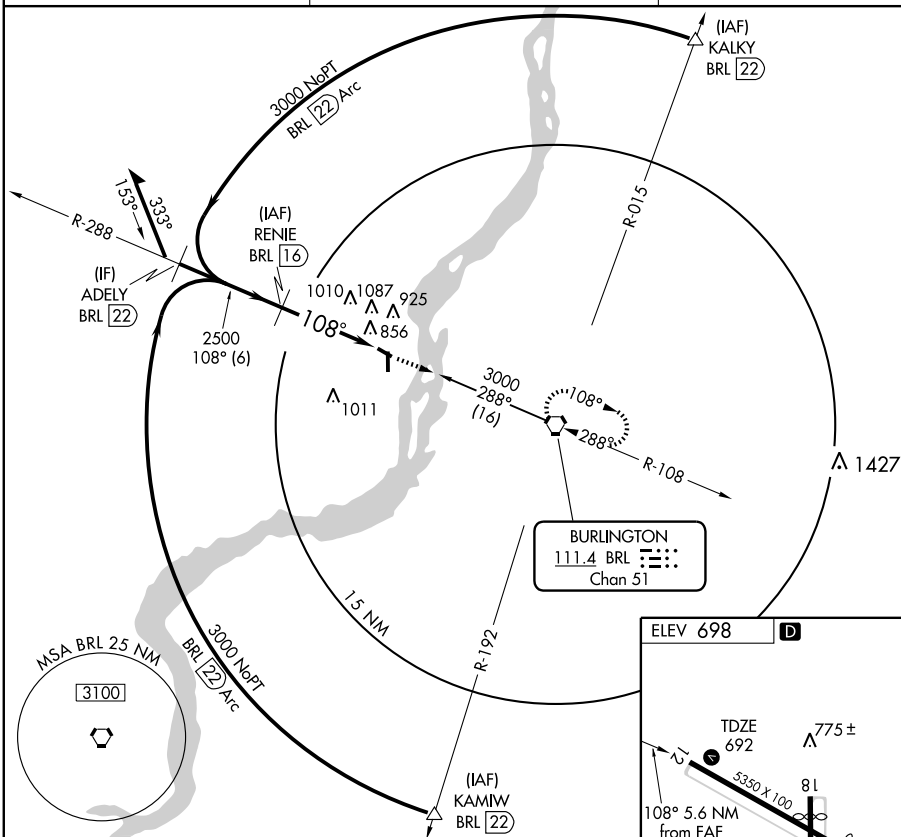 (IAF)
KALKY
BRL 22
3000 NoPT
BRL 22 Arc
R-015
333°
153°
R-288
(IAF)
RENIE
BRL 16
(IF)
ADELY
BRL 22
1010
1087
925
856
108°
2500
108° (6)
1011
3000
288°
(16)
108°
288°
R-108
1427
BURLINGTON
111.4 BRL
Chan 51
15 NM
R-192
3000 NoPT
BRL 22 Arc
MSA BRL 25 NM
3100
(IAF)
KAMIW
BRL 22
ELEV 698 D
TDZE
692
775 ±
12
5350 X 100
18
108° 5.6 NM
from FAF